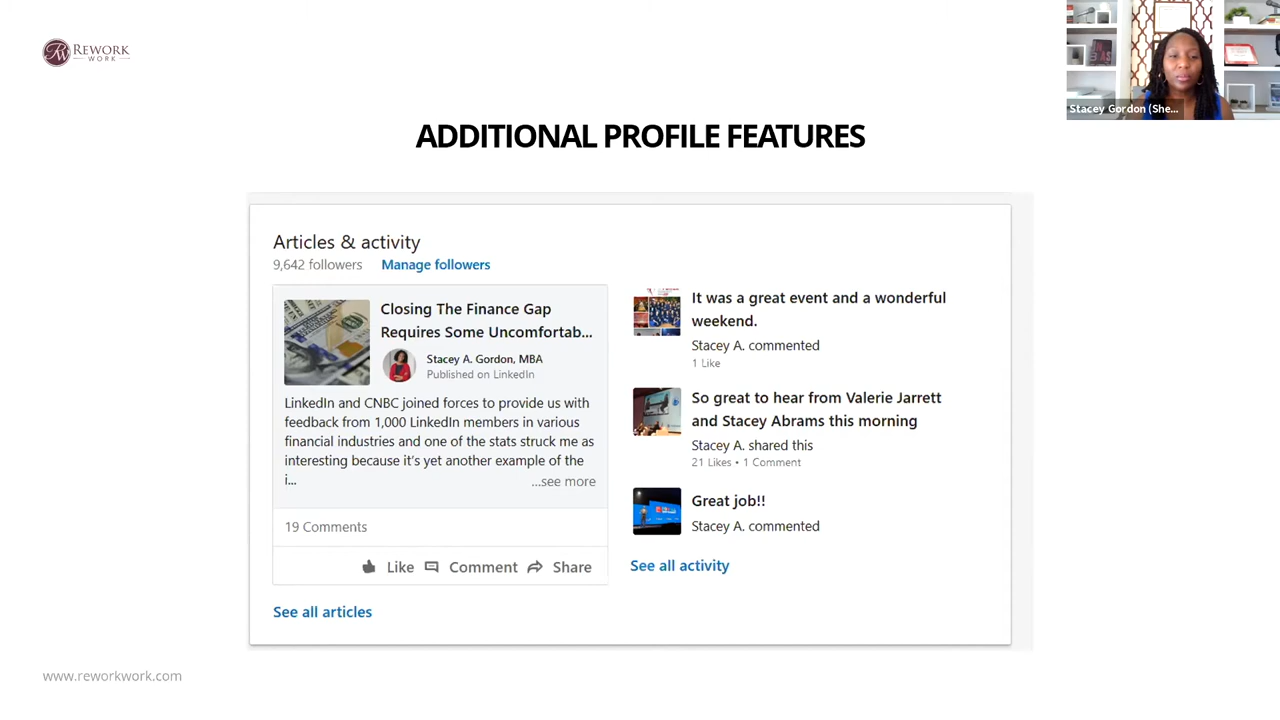 REWORK
WORK
Stacey Gordon (She...
ADDITIONAL PROFILE FEATURES
Articles & activity
9,642 followers Manage followers
Closing The Finance Gap
Requires Some Uncomfortab...
Stacey A. Gordon, MBA
Published on LinkedIn
LinkedIn and CNBC joined forces to provide us with
feedback from 1,000 LinkedIn members in various
financial industries and one of the stats struck me as
interesting because it's yet another example of the
i...
...see more
19 Comments
Like Comment Share
See all articles
It was a great event and a wonderful
weekend.
Stacey A. commented
1 Like
So great to hear from Valerie Jarrett
and Stacey Abrams this morning
Stacey A. shared this
21 Likes • 1 Comment
Great job!!
Stacey A. commented
See all activity
www.reworkwork.com